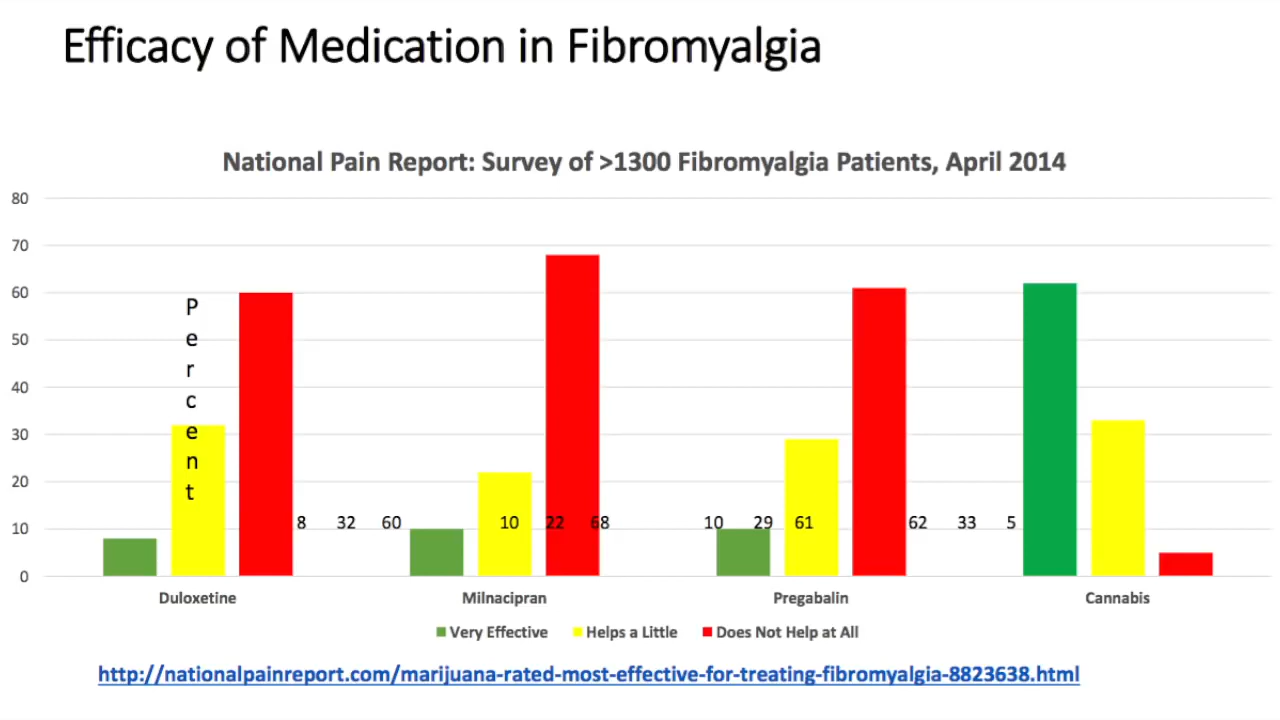 Efficacy of Medication in Fibromyalgia
National Pain Report: Survey of >1300 Fibromyalgia Patients, April 2014
80
70
60
50
40
30
20
10
0
Percent
8 32 60
10 22 68
10 29 61
62 33 5
Duloxetine
Milnacipran
Pregabalin
Cannabis
Very Effective
Helps a Little
Does Not Help at All
http://nationalpainreport.com/marijuana-rated-most-effective-for-treating-fibromyalgia-8823638.html